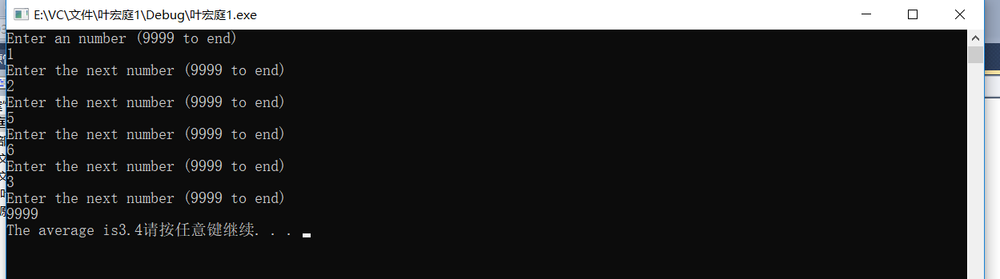 E:\VC\文件\叶宏庭1\Debug\叶宏庭1.exe
Enter an number (9999 to end)
1
Enter the next number (9999 to end)
2
Enter the next number (9999 to end)
5
Enter the next number (9999 to end)
6
Enter the next number (9999 to end)
3
Enter the next number (9999 to end)
9999
The average is3.4请按任意键继续. . .